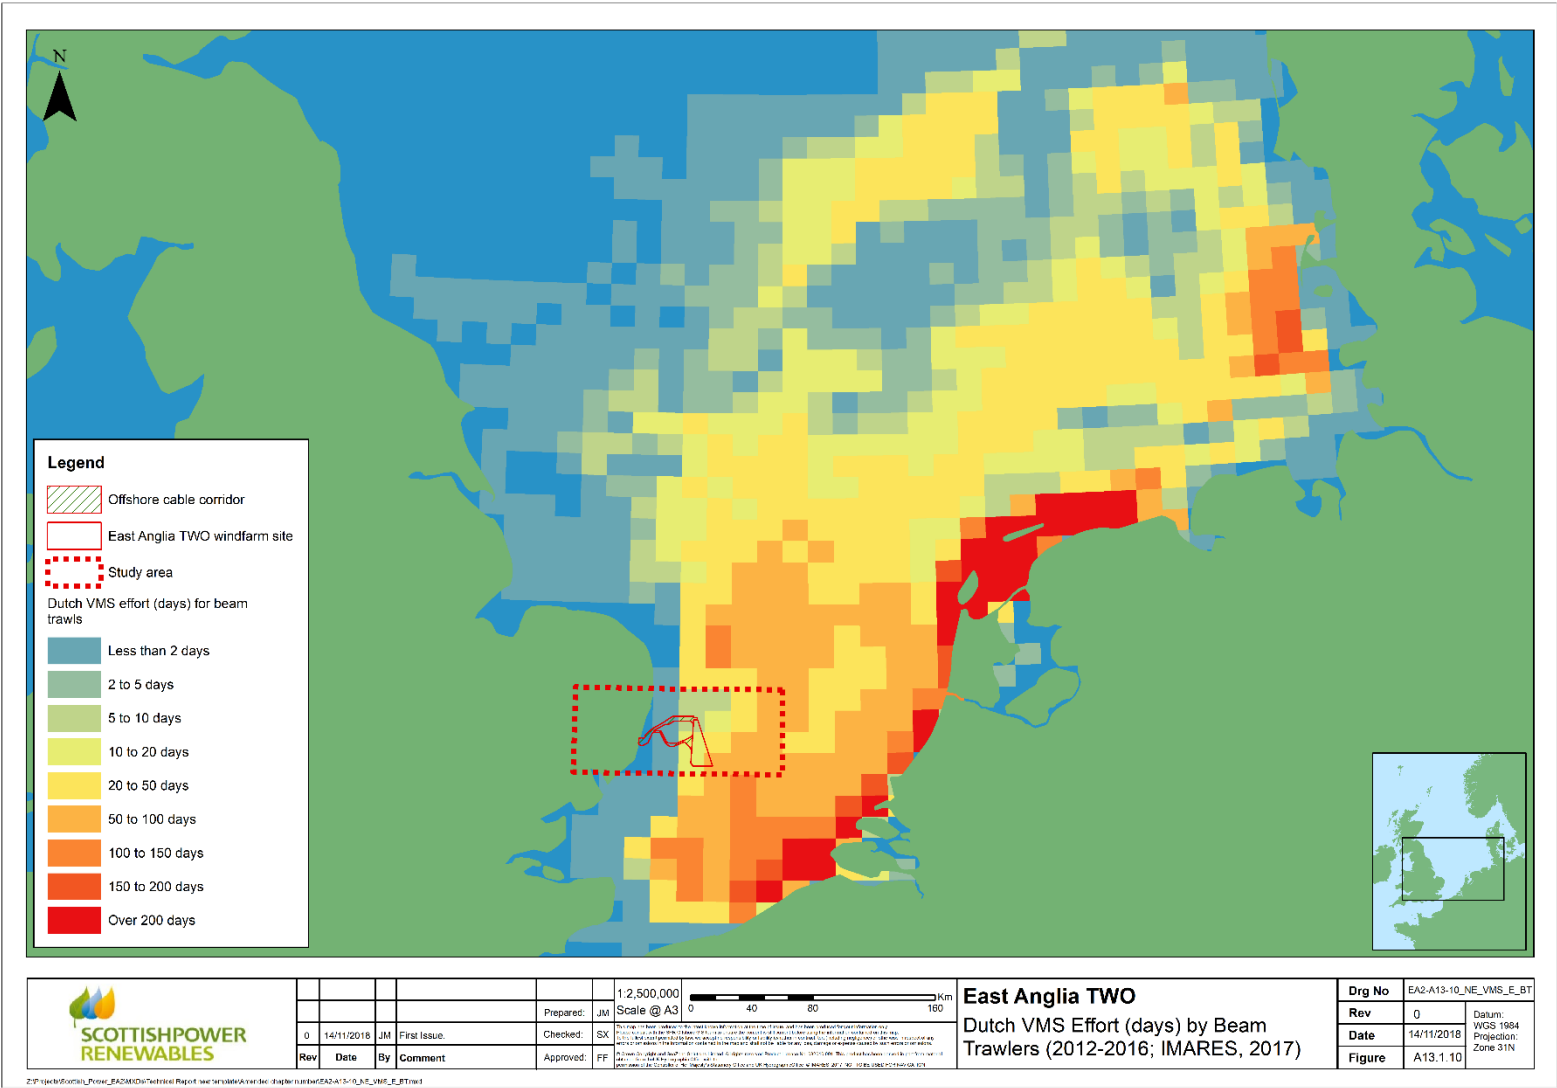 N
Legend
Offshore cable corridor
East Anglia TWO windfarm site
Study area
Dutch VMS effort (days) for beam
trawls
Less than 2 days
2 to 5 days
5 to 10 days
10 to 20 days
20 to 50 days
50 to 100 days
100 to 150 days
150 to 200 days
Over 200 days
SCOTTISHPOWER
RENEWABLES
0 14/11/2018 JM First Issue.
Rev Date By Comment
Prepared: JM
Checked: SX
Approved: FF
1:2,500,000
Scale @ A3
0 40 80 160 Km
East Anglia TWO
Dutch VMS Effort (days) by Beam
Trawlers (2012-2016; IMARES, 2017)
Drg No EA2-A13-10_NE_VMS_E_BT
Rev 0
Date 14/11/2018
Figure A13.1.10
Datum:
WGS 1984
Projection:
Zone 31N